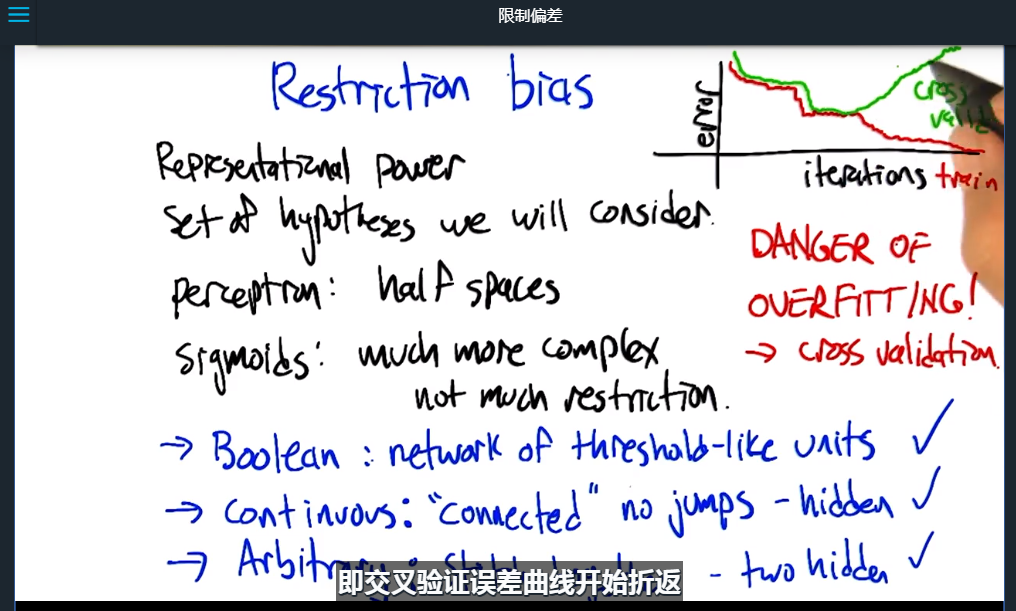 限制偏差
Restriction bias
error
cross
valid
iterations train
Representational power
set of hypotheses we will consider.
perceptron: half spaces
sigmoids: much more complex
not much restriction.
DANGER OF
OVERFITTING!
→ cross validation.
→ Boolean: network of threshold-like units ✓
→ continuous: "connected" no jumps - hidden ✓
→ Arbitrary: - two hidden ✓
即交叉验证误差曲线开始折返